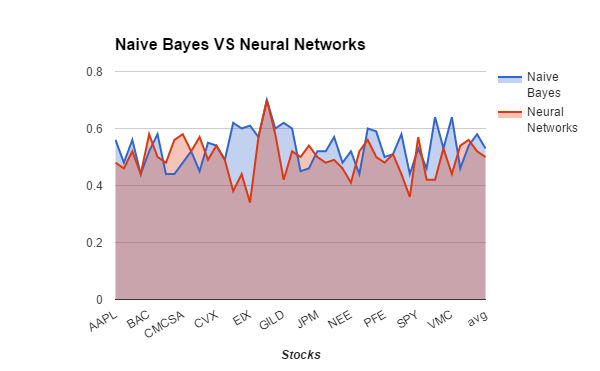 Naive Bayes VS Neural Networks
0.8
0.6
0.4
0.2
0
Naive
Bayes
Neural
Networks
AAPL BAC CMCSA CVX EIX GILD JPM NEE PFE SPY VMC avg
Stocks